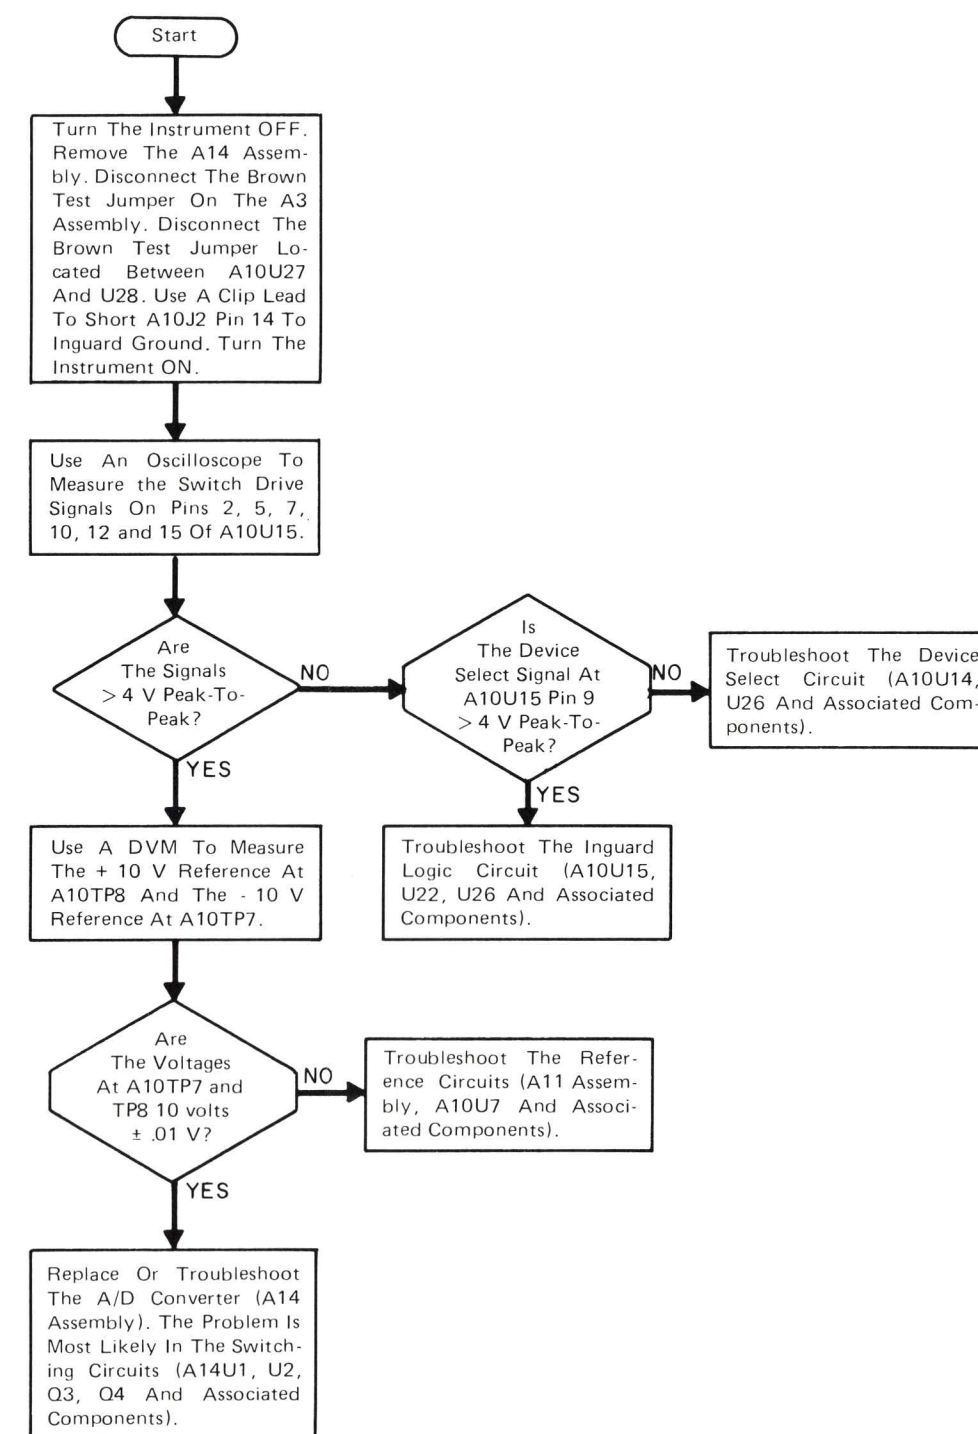 Start
Turn The Instrument OFF.
Remove The A14 Assem-
bly. Disconnect The Brown
Test Jumper On The A3
Assembly. Disconnect The
Brown Test Jumper Lo-
cated Between A10U27
And U28. Use A Clip Lead
To Short A10J2 Pin 14 To
Inguard Ground. Turn The
Instrument ON.
Use An Oscilloscope To
Measure the Switch Drive
Signals On Pins 2, 5, 7,
10, 12 and 15 Of A10U15.
Are
The Signals
> 4 V Peak-To-
Peak?
NO
Is
The Device
Select Signal At
A10U15 Pin 9
> 4 V Peak-To-
Peak?
NO
Troubleshoot The Device
Select Circuit (A10U14,
U26 And Associated Com-
ponents).
YES
YES
Use A DVM To Measure
The + 10 V Reference At
A10TP8 And The - 10 V
Reference At A10TP7.
Troubleshoot The Inguard
Logic Circuit (A10U15,
U22, U26 And Associated
Components).
Are
The Voltages
At A10TP7 and
TP8 10 volts
± .01 V?
NO
Troubleshoot The Refer-
ence Circuits (A11 Assem-
bly, A10U7 And Associ-
ated Components).
YES
Replace Or Troubleshoot
The A/D Converter (A14
Assembly). The Problem Is
Most Likely In The Switch-
ing Circuits (A14U1, U2,
Q3, Q4 And Associated
Components).